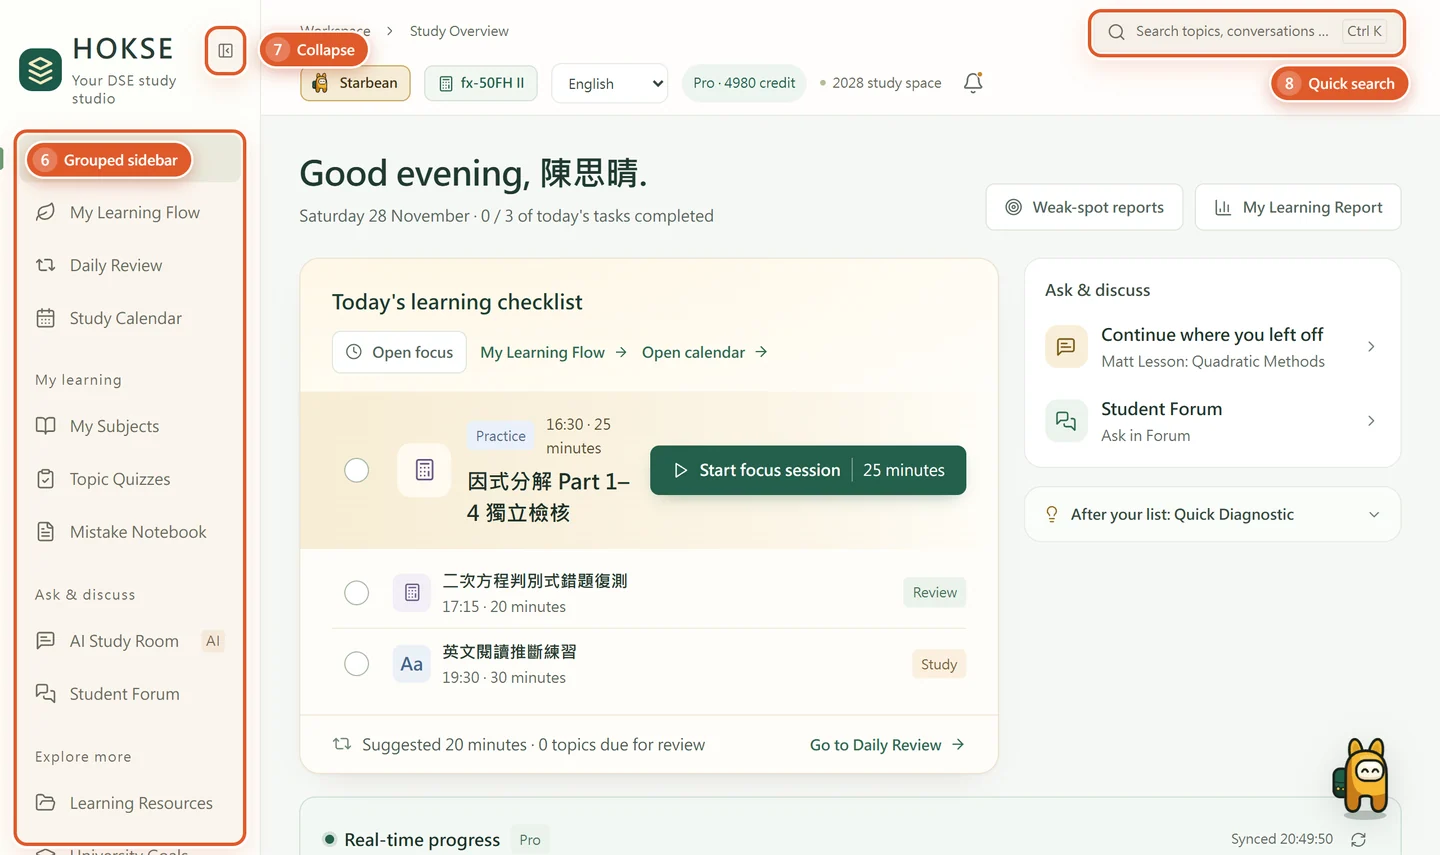 HOKSE
Your DSE study
studio
7 Collapse
Workspace > Study Overview
Search topics, conversations ... Ctrl K
Starbean
fx-50FH II
English
Pro · 4980 credit
2028 study space
8 Quick search
6 Grouped sidebar
My Learning Flow
Daily Review
Study Calendar
My learning
My Subjects
Topic Quizzes
Mistake Notebook
Ask & discuss
AI Study Room AI
Student Forum
Explore more
Learning Resources
University Goals
Good evening, 陳思晴.
Saturday 28 November · 0 / 3 of today's tasks completed
Weak-spot reports
My Learning Report
Today's learning checklist
Open focus
My Learning Flow →
Open calendar →
Practice
16:30 · 25
minutes
因式分解 Part 1–
4 獨立檢核
Start focus session | 25 minutes
二次方程判別式錯題復測
17:15 · 20 minutes
Review
Aa
英文閱讀推斷練習
19:30 · 30 minutes
Study
Suggested 20 minutes · 0 topics due for review
Go to Daily Review →
Ask & discuss
Continue where you left off
Matt Lesson: Quadratic Methods
Student Forum
Ask in Forum
After your list: Quick Diagnostic
Real-time progress Pro
Synced 20:49:50